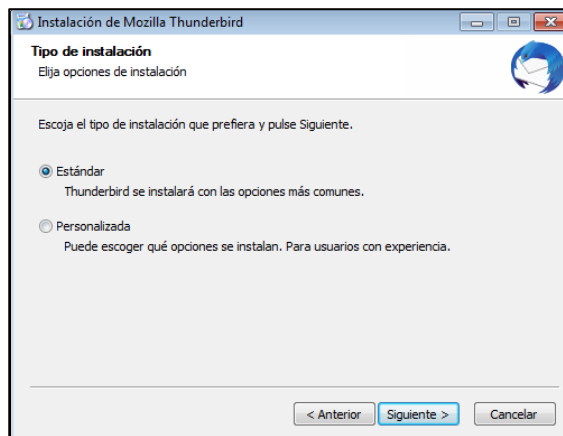 Instalación de Mozilla Thunderbird
Tipo de instalación
Elija opciones de instalación
Escoja el tipo de instalación que prefiera y pulse Siguiente.
Estándar
Thunderbird se instalará con las opciones más comunes.
Personalizada
Puede escoger qué opciones se instalan. Para usuarios con experiencia.
< Anterior Siguiente > Cancelar